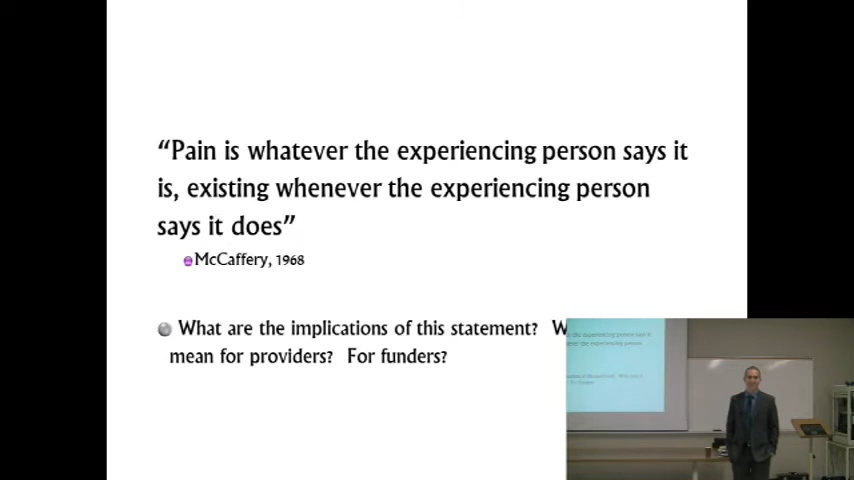 “Pain is whatever the experiencing person says it
is, existing whenever the experiencing person
says it does”
McCaffery, 1968
What are the implications of this statement?
mean for providers? For funders?